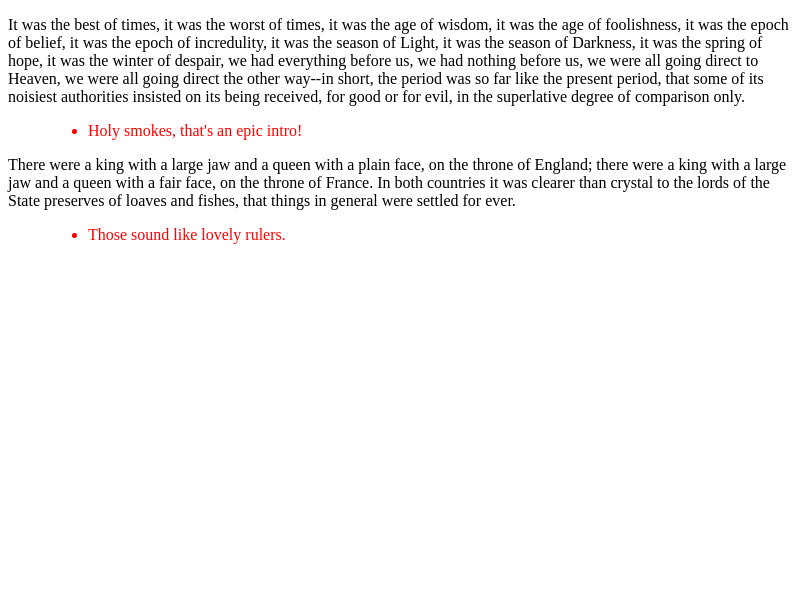 It was the best of times, it was the worst of times, it was the age of wisdom, it was the age of foolishness, it was the epoch
of belief, it was the epoch of incredulity, it was the season of Light, it was the season of Darkness, it was the spring of
hope, it was the winter of despair, we had everything before us, we had nothing before us, we were all going direct to
Heaven, we were all going direct the other way--in short, the period was so far like the present period, that some of its
noisiest authorities insisted on its being received, for good or for evil, in the superlative degree of comparison only.
• Holy smokes, that's an epic intro!
There were a king with a large jaw and a queen with a plain face, on the throne of England; there were a king with a large
jaw and a queen with a fair face, on the throne of France. In both countries it was clearer than crystal to the lords of the
State preserves of loaves and fishes, that things in general were settled for ever.
• Those sound like lovely rulers.